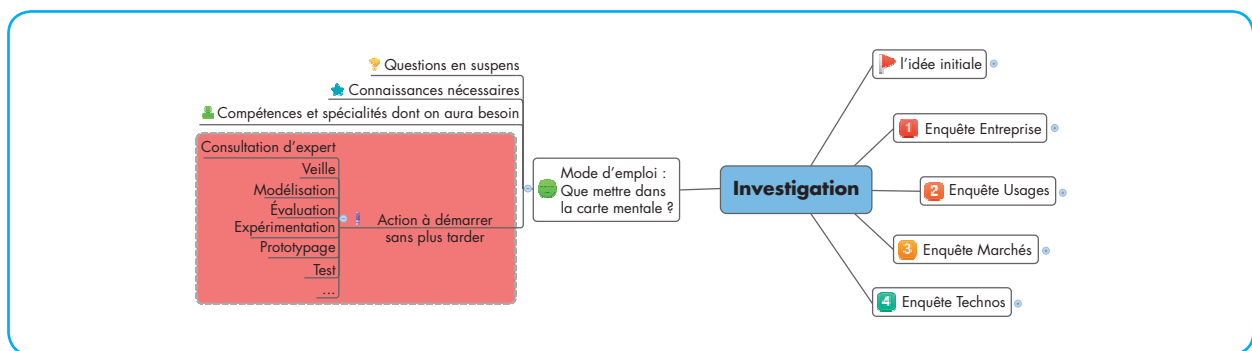 Questions en suspens
Connaissances nécessaires
Compétences et spécialités dont on aura besoin
Consultation d'expert
Veille
Modélisation
Évaluation
Expérimentation
Prototypage
Test
...
Action à démarrer
sans plus tarder
Mode d'emploi :
Que mettre dans
la carte mentale ?
Investigation
l'idée initiale
1 Enquête Entreprise
2 Enquête Usages
3 Enquête Marchés
4 Enquête Technos